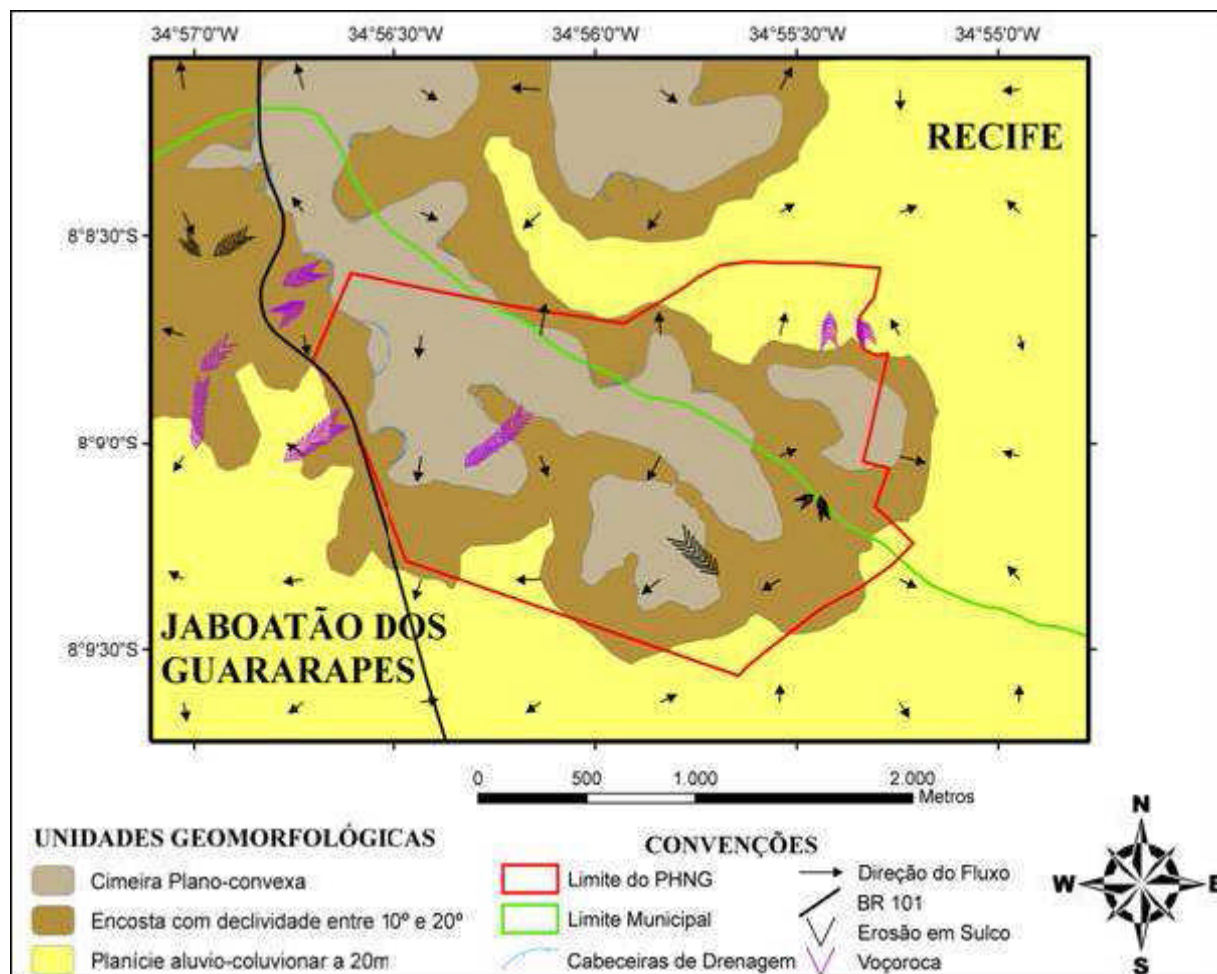 34°57'0"W 34°56'30"W 34°56'0"W 34°55'30"W 34°55'0"W
RECIFE
8°8'30"S
8°9'0"S
8°9'30"S
JABOATÃO DOS
GUARARAPES
0 500 1.000 2.000
Metros
UNIDADES GEOMORFOLÓGICAS
Cimeira Plano-convexa
Encosta com declividade entre 10º e 20º
Planície aluvio-coluvionar a 20m
CONVENÇÕES
Limite do PHNG
Limite Municipal
Cabeceiras de Drenagem
Direção do Fluxo
BR 101
Erosão em Sulco
Voçoroca
N
W E
S